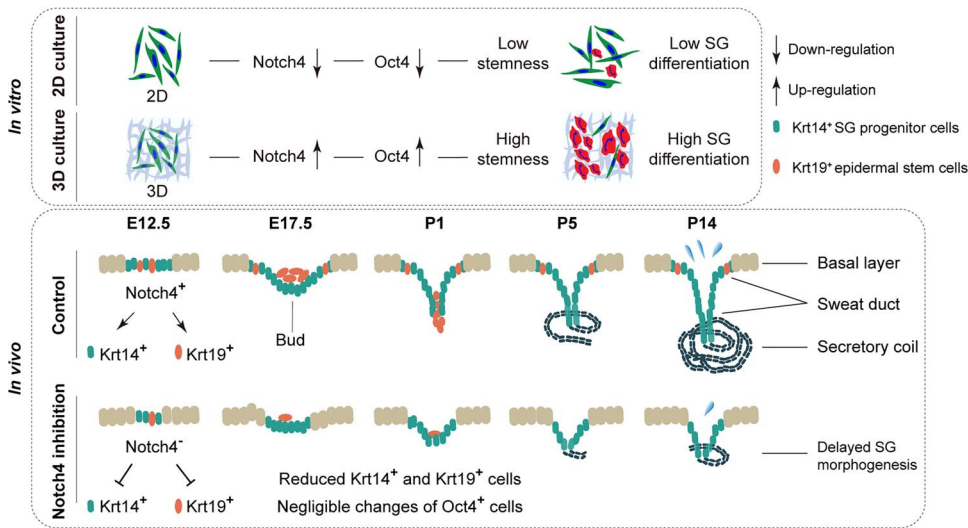 In vitro
2D culture
2D
Notch4
Oct4
Low
stemness
Low SG
differentiation
3D culture
3D
Notch4
Oct4
High
stemness
High SG
differentiation
Down-regulation
Up-regulation
Krt14⁺ SG progenitor cells
Krt19⁺ epidermal stem cells
In vivo
E12.5
E17.5
P1
P5
P14
Control
Notch4⁺
Krt14⁺
Krt19⁺
Bud
Basal layer
Sweat duct
Secretory coil
Notch4 inhibition
Notch4⁻
Krt14⁺
Krt19⁺
Reduced Krt14⁺ and Krt19⁺ cells
Negligible changes of Oct4⁺ cells
Delayed SG
morphogenesis